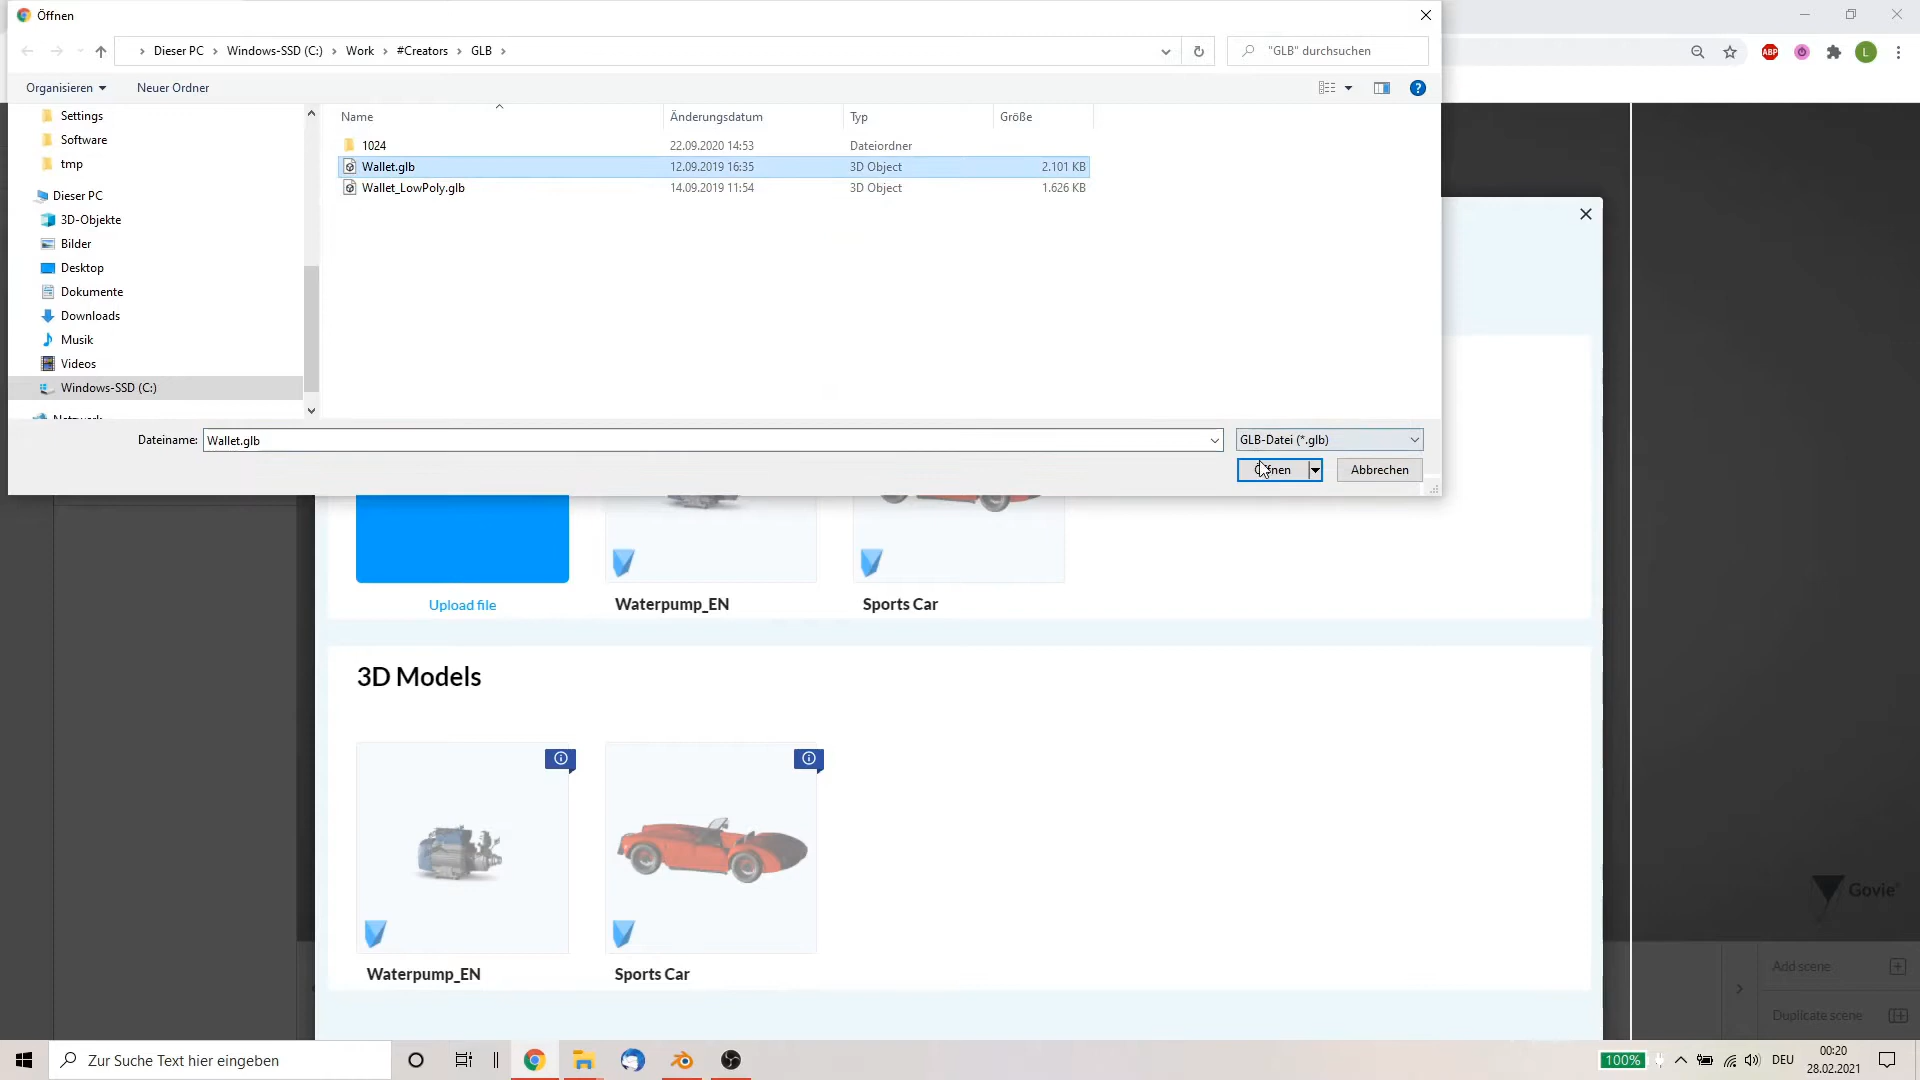 Öffnen
Dieser PC
Windows-SSD (C:)
Work
#Creators
GLB
"GLB" durchsuchen
ABP
L
Organisieren
Neuer Ordner
?
Settings
Software
tmp
Dieser PC
3D-Objekte
Bilder
Desktop
Dokumente
Downloads
Musik
Videos
Windows-SSD (C:)
Netzwerk
Name Änderungsdatum Typ Größe
1024 22.09.2020 14:53 Dateiordner
Wallet.glb 12.09.2019 16:35 3D Object 2.101 KB
Wallet_LowPoly.glb 14.09.2019 11:54 3D Object 1.626 KB
Dateiname: Wallet.glb
GLB-Datei (*.glb)
Öffnen
Abbrechen
Upload file
Waterpump_EN
Sports Car
3D Models
Waterpump_EN
Sports Car
Govie
Add scene
Duplicate scene
Zur Suche Text hier eingeben
100%
DEU
00:20
28.02.2021